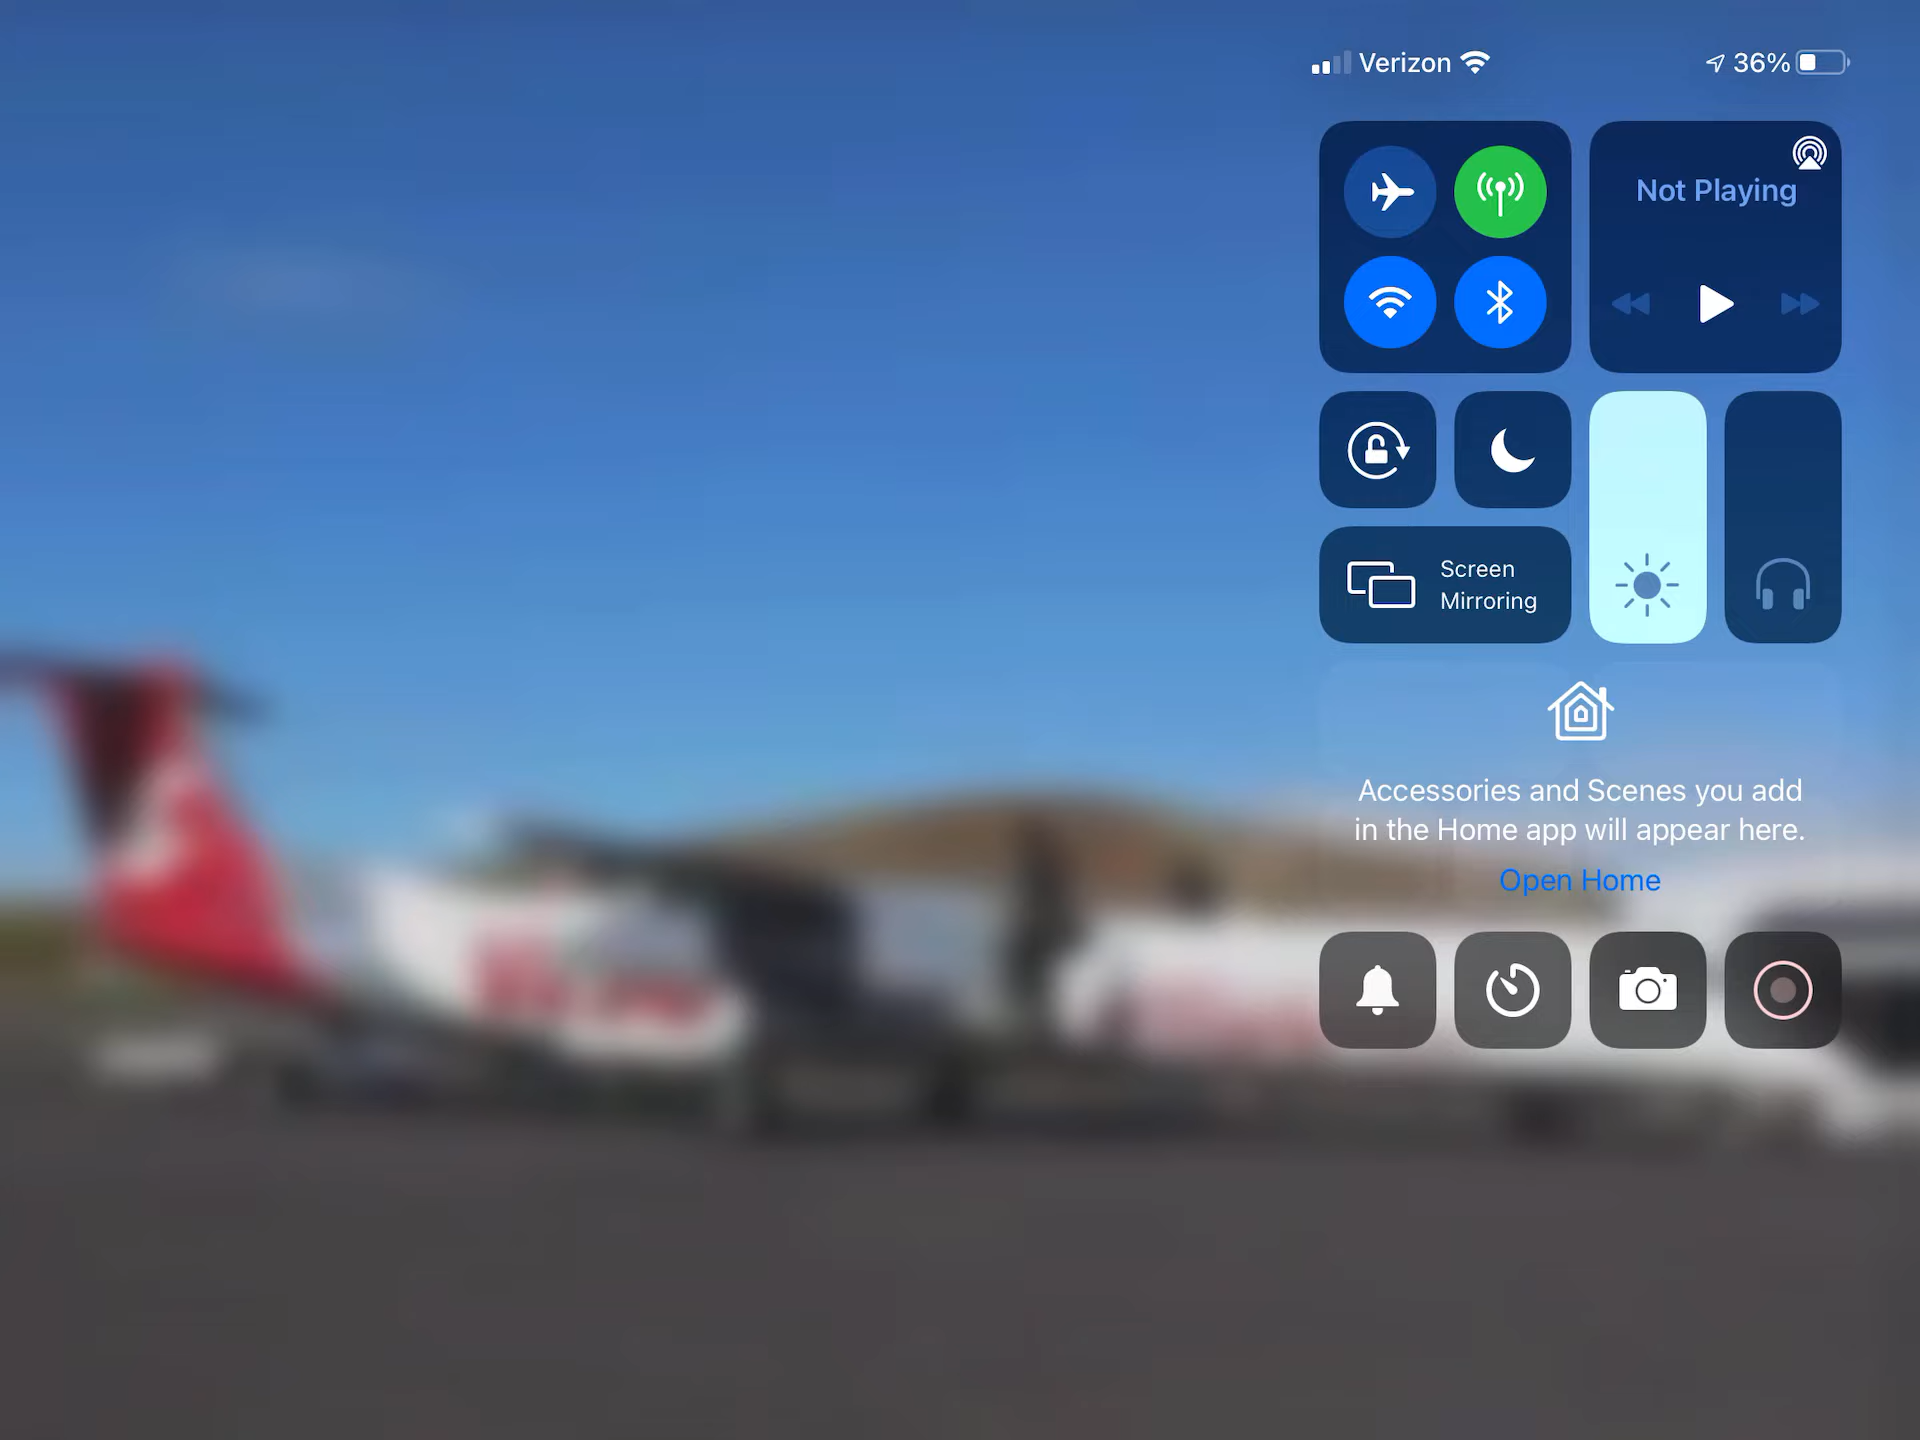 Verizon
36%
Not Playing
Screen
Mirroring
Accessories and Scenes you add
in the Home app will appear here.
Open Home